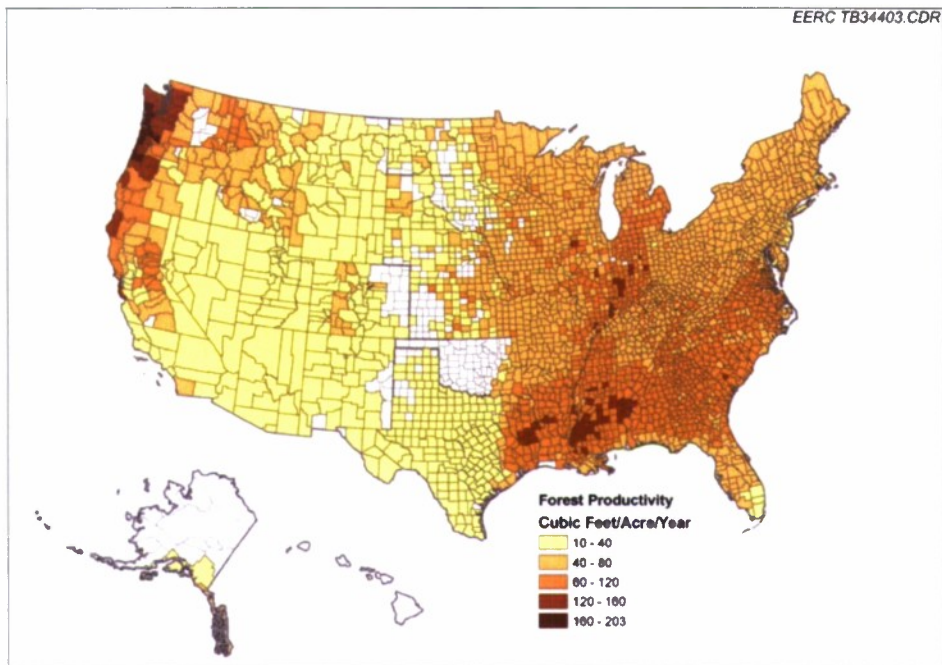 EERC TB34403.CDR
Forest Productivity
Cubic Feet/Acre/Year
10 - 40
40 - 80
80 - 120
120 - 160
160 - 203